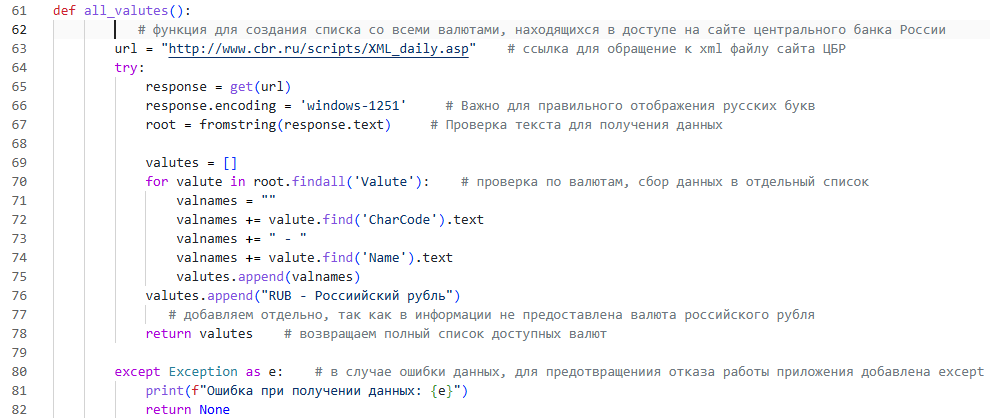 61 def all_valutes():
62 # функция для создания списка со всеми валютами, находящихся в доступе на сайте центрального банка России
63 url = "http://www.cbr.ru/scripts/XML_daily.asp" # ссылка для обращение к xml файлу сайта ЦБР
64 try:
65 response = get(url)
66 response.encoding = 'windows-1251' # Важно для правильного отображения русских букв
67 root = fromstring(response.text) # Проверка текста для получения данных
68
69 valutes = []
70 for valute in root.findall('Valute'): # проверка по валютам, сбор данных в отдельный список
71 valnames = ""
72 valnames += valute.find('CharCode').text
73 valnames += " - "
74 valnames += valute.find('Name').text
75 valutes.append(valnames)
76 valutes.append("RUB - Россиийский рубль")
77 # добавляем отдельно, так как в информации не предоставлена валюта российского рубля
78 return valutes # возвращаем полный список доступных валют
79
80 except Exception as e: # в случае ошибки данных, для предотвращениия отказа работы приложения добавлена except
81 print(f"Ошибка при получении данных: {e}")
82 return None